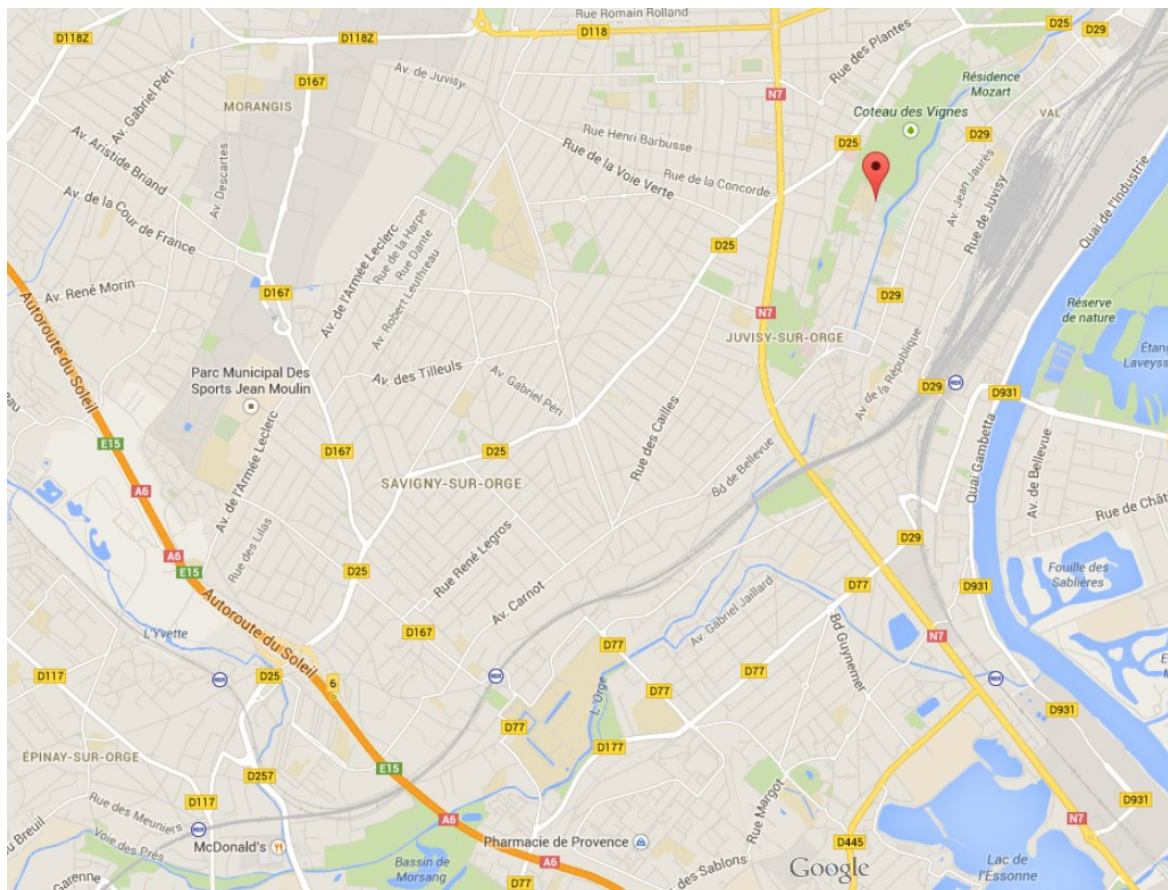 Rue Romain Rolland
D118Z
D118Z
D118
D25
D29
D29
Rue des Plantes
Av. de Juvisy
D167
Av. Gabriel Péri
MORANGIS
N7
Résidence
Mozart
Coteau des Vignes
VAL
Av. Aristide Briand
Av. Descartes
Rue Henri Barbusse
D25
D29
Rue de la Voie Verte
Rue de la Concorde
Av. de la Cour de France
Av. Jean Jaurès
Rue de Juvisy
Quai de l'Industrie
Av. de l'Armée Leclerc
Rue de la Harpe
Rue Dante
Av. Robert Leuthreau
D25
Av. René Morin
D167
D29
Autoroute du Soleil
N7
Réserve
de nature
JUVISY-SUR-ORGE
Étang
Laveyss
Parc Municipal Des
Sports Jean Moulin
Av. des Tilleuls
Av. Gabriel Péri
Av. de la République
D29
D931
eau
Rue des Cailles
E15
Av. de l'Armée Leclerc
D167
D25
Bd de Bellevue
Quai Gambetta
Av. de Bellevue
SAVIGNY-SUR-ORGE
A6
Rue de Chât
Rue des Lilas
D29
A6
E15
D25
Rue René Legros
Fouille des
Sablières
D77
D931
Autoroute du Soleil
Av. Carnot
Av. Gabriel Jaillard
L'Yvette
D167
Bd Guynemer
N7
D77
D117
D25
6
D77
D77
L'Orge
D931
D77
D177
ÉPINAY-SUR-ORGE
E15
D257
D117
Rue des Meuniers
Rue Margot
D931
A6
N7
du Breuil
Voie des Prés
McDonald's
Pharmacie de Provence
D445
A6
Garenne
Bassin de
Morsang
D77
des Sablons
Google
Lac de
l'Essonne